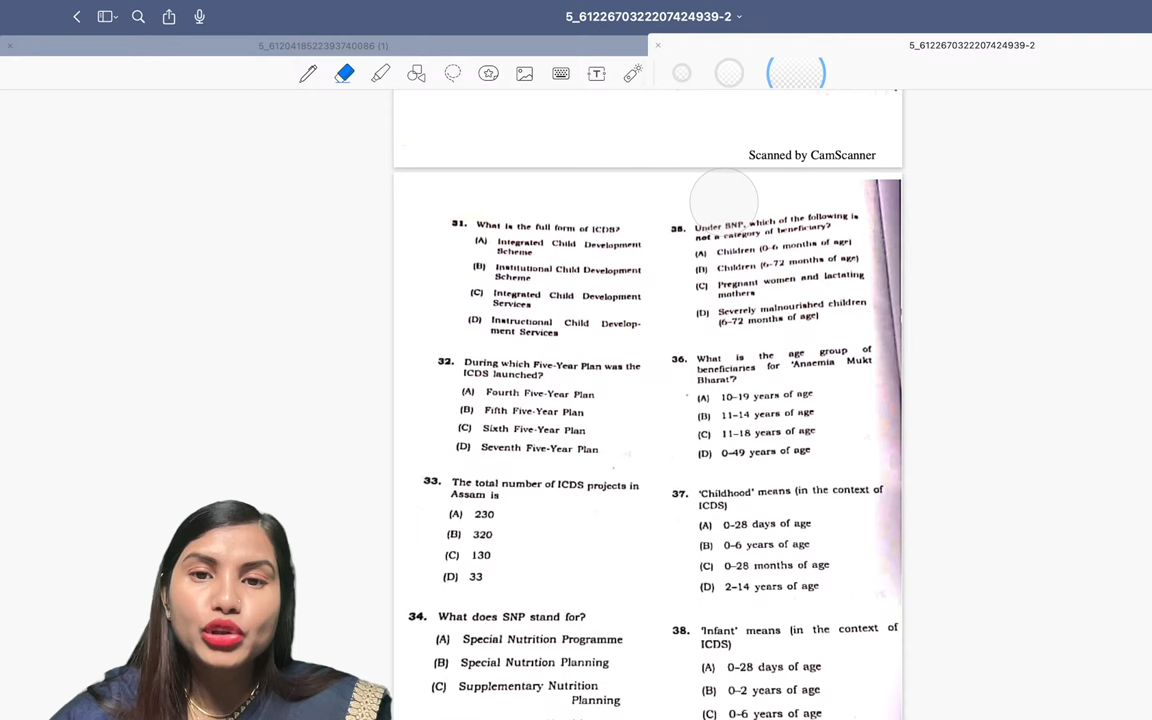 5_6122670322207424939-2
5_6120418522393740086 (1)
5_6122670322207424939-2
Scanned by CamScanner
31. What is the full form of ICDS?
(A) Integrated Child Development
Scheme
(B) Institutional Child Development
Scheme
(C) Integrated Child Development
Services
(D) Instructional Child Develop-
ment Services
32. During which Five-Year Plan was the
ICDS launched?
(A) Fourth Five-Year Plan
(B) Fifth Five-Year Plan
(C) Sixth Five-Year Plan
(D) Seventh Five-Year Plan
33. The total number of ICDS projects in
Assam is
(A) 230
(B) 320
(C) 130
(D) 33
34. What does SNP stand for?
(A) Special Nutrition Programme
(B) Special Nutrition Planning
(C) Supplementary Nutrition
Planning
35. Under SNP, which of the following is
not a category of beneficiary?
(A) Children (0-6 months of age)
(B) Children (6-72 months of age)
(C) Pregnant women and lactating
mothers
(D) Severely malnourished children
(6-72 months of age)
36. What is the age group of
beneficiaries for 'Anaemia Mukt
Bharat'?
(A) 10-19 years of age
(B) 11-14 years of age
(C) 11-18 years of age
(D) 0-49 years of age
37. 'Childhood' means (in the context of
ICDS)
(A) 0-28 days of age
(B) 0-6 years of age
(C) 0-28 months of age
(D) 2-14 years of age
38. 'Infant' means (in the context of
ICDS)
(A) 0-28 days of age
(B) 0-2 years of age
(C) 0-6 years of age